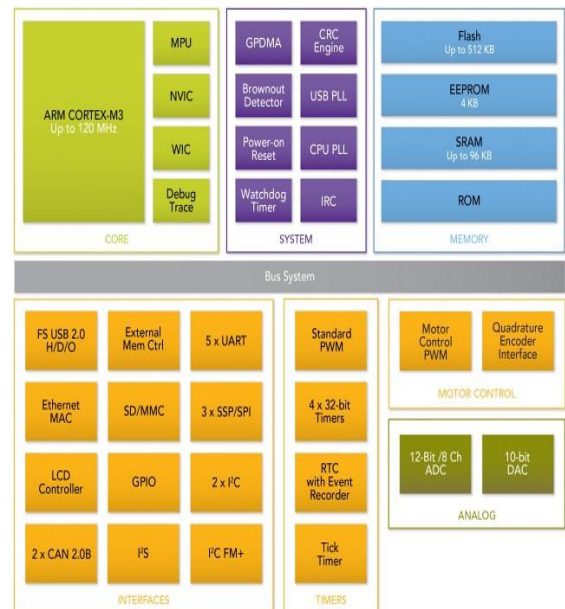 ARM CORTEX-M3
Up to 120 MHz
MPU
NVIC
WIC
Debug
Trace
CORE
GPDMA
CRC
Engine
Brownout
Detector
USB PLL
Power-on
Reset
CPU PLL
Watchdog
Timer
IRC
SYSTEM
Flash
Up to 512 KB
EEPROM
4 KB
SRAM
Up to 96 KB
ROM
MEMORY
Bus System
FS USB 2.0
H/D/O
External
Mem Ctrl
5 x UART
Ethernet
MAC
SD/MMC
3 x SSP/SPI
LCD
Controller
GPIO
2 x I²C
2 x CAN 2.0B
I²S
I²C FM+
INTERFACES
Standard
PWM
4 x 32-bit
Timers
RTC
with Event
Recorder
Tick
Timer
TIMERS
Motor
Control
PWM
Quadrature
Encoder
Interface
MOTOR CONTROL
12-Bit /8 Ch
ADC
10-bit
DAC
ANALOG